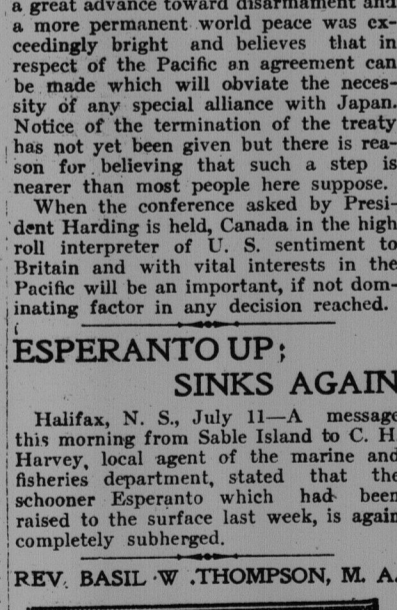 a great advance toward disarmament and
a more permanent world peace was ex-
ceedingly bright and believes that in
respect of the Pacific an agreement can
be made which will obviate the neces-
sity of any special alliance with Japan.
Notice of the termination of the treaty
has not yet been given but there is rea-
son for believing that such a step is
nearer than most people here suppose.
When the conference asked by Presi-
dent Harding is held, Canada in the high
roll interpreter of U. S. sentiment to
Britain and with vital interests in the
Pacific will be an important, if not dom-
inating factor in any decision reached.
ESPERANTO UP;
SINKS AGAIN
Halifax, N. S., July 11—A message
this morning from Sable Island to C. H
Harvey, local agent of the marine and
fisheries department, stated that the
schooner Esperanto which had been
raised to the surface last week, is again
completely subherged.
REV. BASIL W .THOMPSON, M. A.